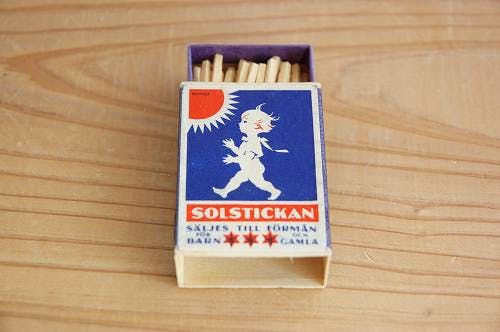 SOLSTICKAN
SÄLJES TILL FÖRMÅN
FÖR OCH
BARN GAMLA